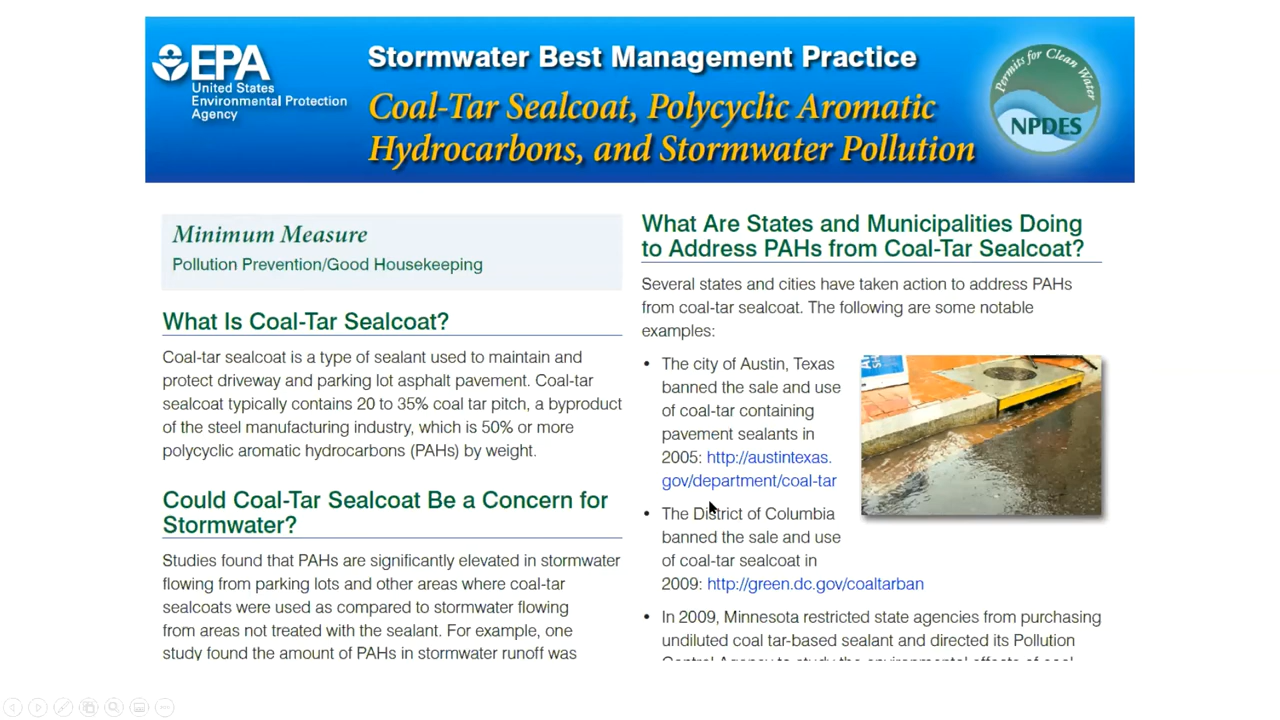 EPA
United States
Environmental Protection
Agency
Stormwater Best Management Practice
Coal-Tar Sealcoat, Polycyclic Aromatic
Hydrocarbons, and Stormwater Pollution
Permits for Clean Water
NPDES
Minimum Measure
Pollution Prevention/Good Housekeeping
What Is Coal-Tar Sealcoat?
Coal-tar sealcoat is a type of sealant used to maintain and
protect driveway and parking lot asphalt pavement. Coal-tar
sealcoat typically contains 20 to 35% coal tar pitch, a byproduct
of the steel manufacturing industry, which is 50% or more
polycyclic aromatic hydrocarbons (PAHs) by weight.
Could Coal-Tar Sealcoat Be a Concern for
Stormwater?
Studies found that PAHs are significantly elevated in stormwater
flowing from parking lots and other areas where coal-tar
sealcoats were used as compared to stormwater flowing
from areas not treated with the sealant. For example, one
study found the amount of PAHs in stormwater runoff was
What Are States and Municipalities Doing
to Address PAHs from Coal-Tar Sealcoat?
Several states and cities have taken action to address PAHs
from coal-tar sealcoat. The following are some notable
examples:
• The city of Austin, Texas
banned the sale and use
of coal-tar containing
pavement sealants in
2005: http://austintexas.
gov/department/coal-tar
• The District of Columbia
banned the sale and use
of coal-tar sealcoat in
2009: http://green.dc.gov/coaltarban
• In 2009, Minnesota restricted state agencies from purchasing
undiluted coal tar-based sealant and directed its Pollution
Control Agency to study the environmental effects of coal